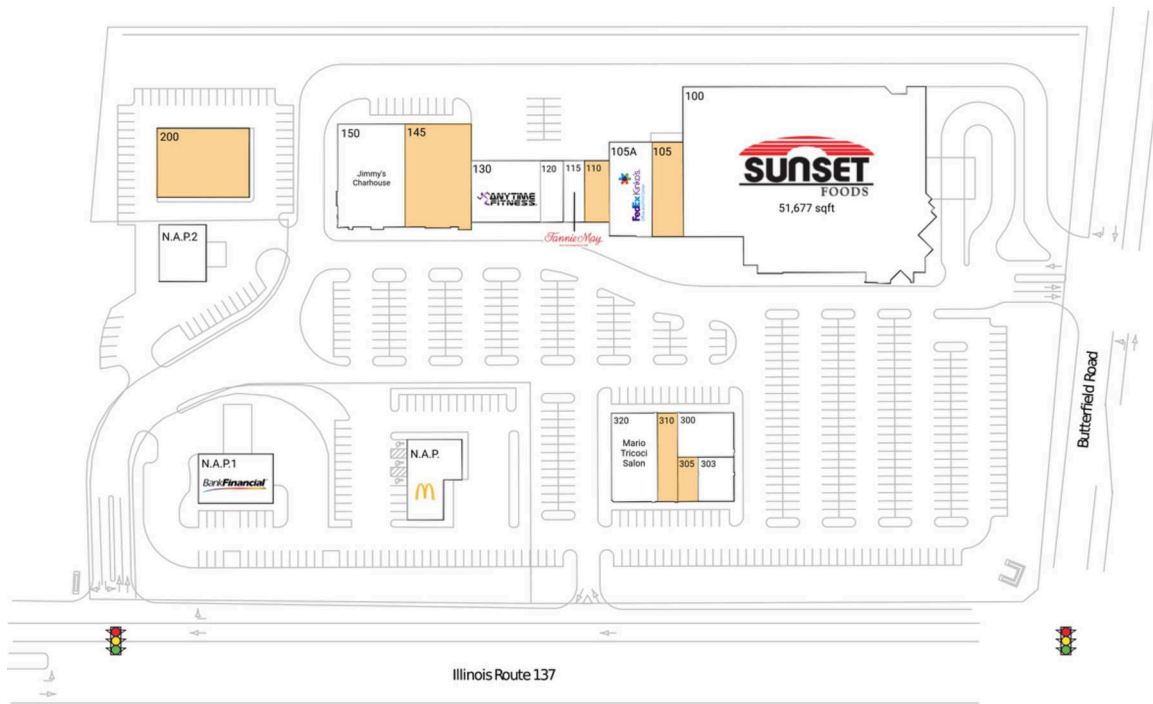 100
SUNSET
FOODS
51,677 sqft
200
150
Jimmy's
Charhouse
145
130
ANYTIME
FITNESS
120
115
110
Fannie May
105A
FedEx Kinko's
105
N.A.P.2
N.A.P.1
BankFinancial
N.A.P.
320
Mario
Tricoci
Salon
310
300
305
303
Butterfield Road
Illinois Route 137